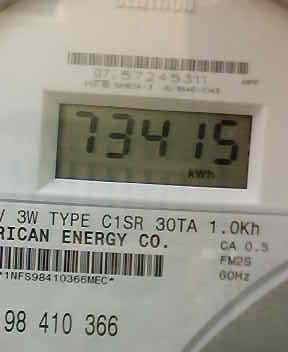 07.57245311
73415
kWh
V 3W TYPE C1SR 30TA 1.0Kh
RICAN ENERGY CO.
CA 0.5
FM2S
60Hz
*1NFS98410366MEC*
98 410 366